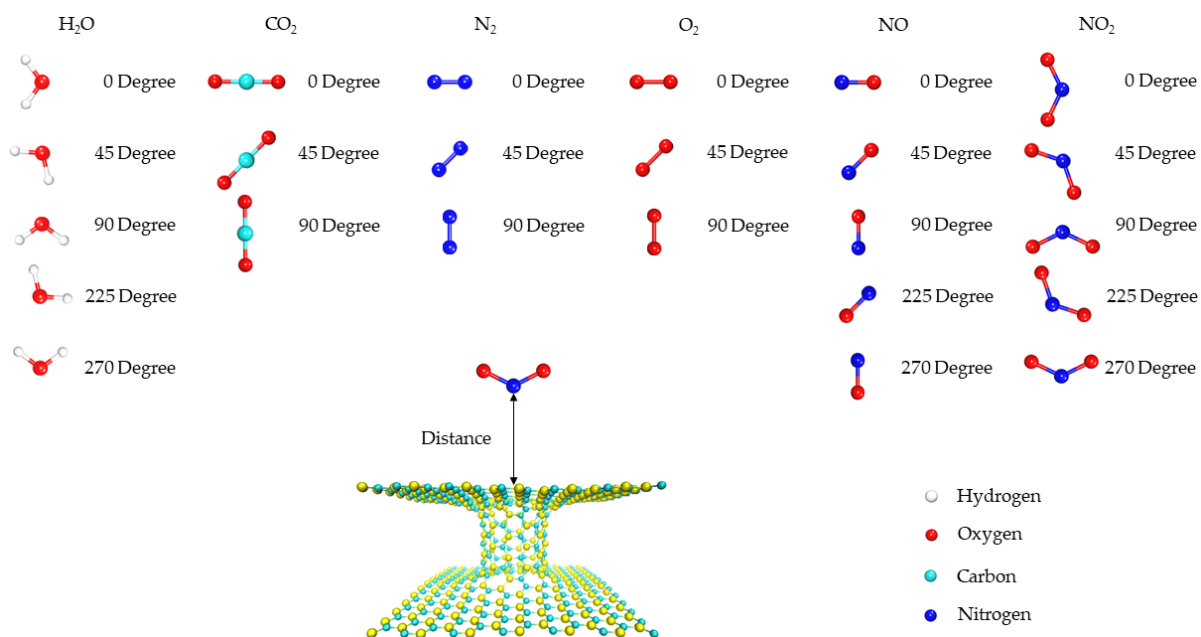 H₂O CO₂ N₂ O₂ NO NO₂
0 Degree 0 Degree 0 Degree 0 Degree 0 Degree 0 Degree
45 Degree 45 Degree 45 Degree 45 Degree 45 Degree 45 Degree
90 Degree 90 Degree 90 Degree 90 Degree 90 Degree 90 Degree
225 Degree 225 Degree 225 Degree
270 Degree 270 Degree 270 Degree
Distance
Hydrogen
Oxygen
Carbon
Nitrogen